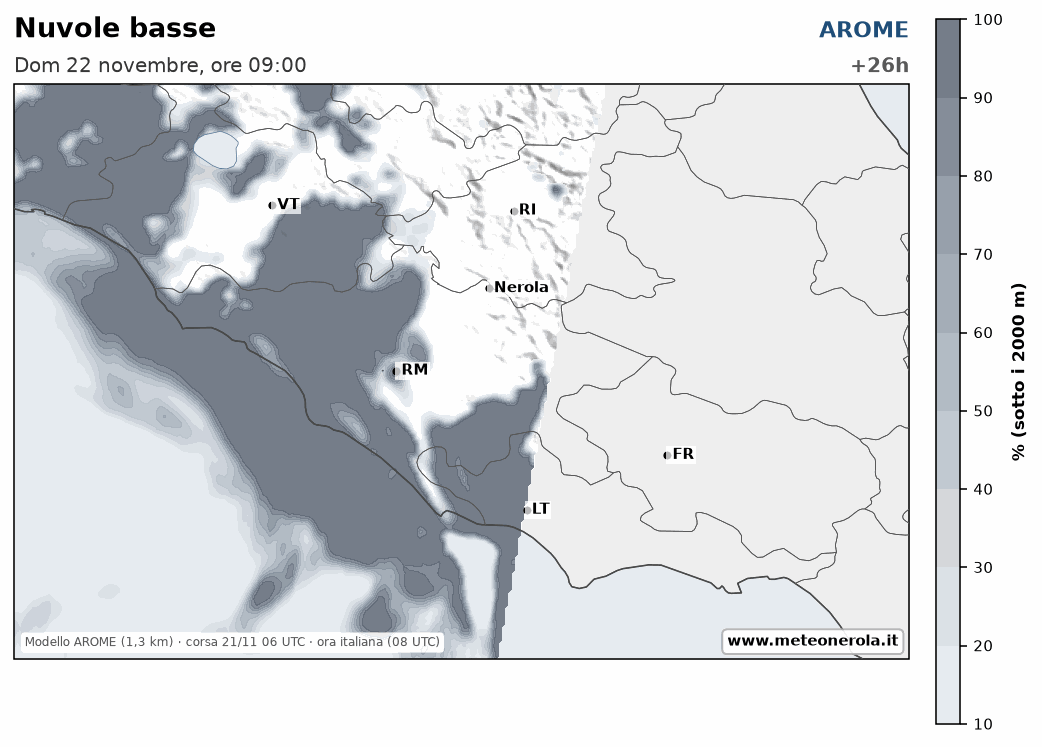 Nuvole basse
AROME
Dom 22 novembre, ore 09:00
+26h
100
90
80
70
60
50
40
30
20
10
% (sotto i 2000 m)
VT
RI
Nerola
RM
FR
LT
Modello AROME (1,3 km) · corsa 21/11 06 UTC · ora italiana (08 UTC)
www.meteonerola.it